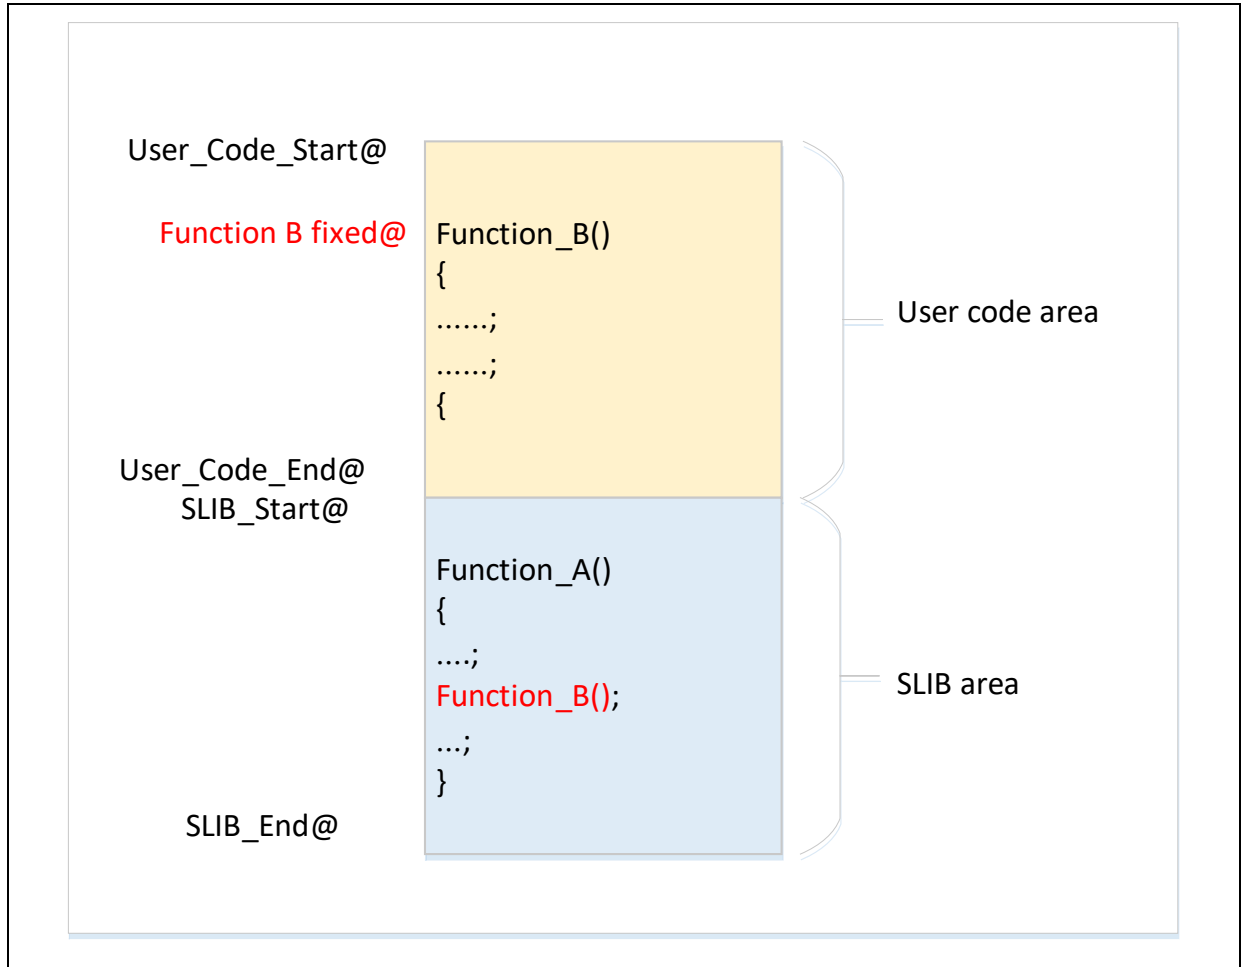 User_Code_Start@
Function B fixed@
Function_B()
{
......;
......;
{
User code area
User_Code_End@
SLIB_Start@
Function_A()
{
....;
Function_B();
...;
}
SLIB area
SLIB_End@